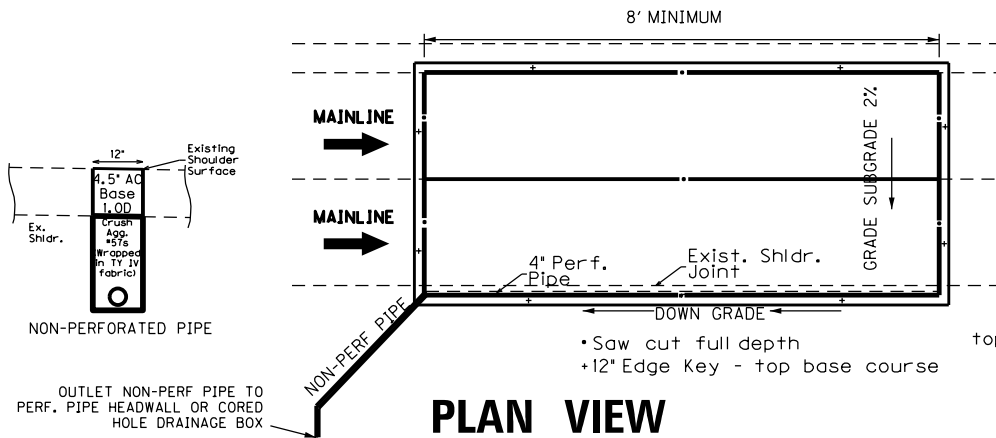 8' MINIMUM
MAINLINE
MAINLINE
GRADE SUBGRADE 2%
12"
Existing
Shoulder
Surface
4.5" AC
Base
1.0D
Ex.
Shldr.
Crush
Agg.
#57s
(Wrapped
in TY IV
fabric)
NON-PERFORATED PIPE
4" Perf.
Pipe
Exist. Shldr.
Joint
DOWN GRADE
NON-PERF PIPE
• Saw cut full depth
+12" Edge Key - top base course
top
OUTLET NON-PERF PIPE TO
PERF. PIPE HEADWALL OR CORED
HOLE DRAINAGE BOX
PLAN VIEW